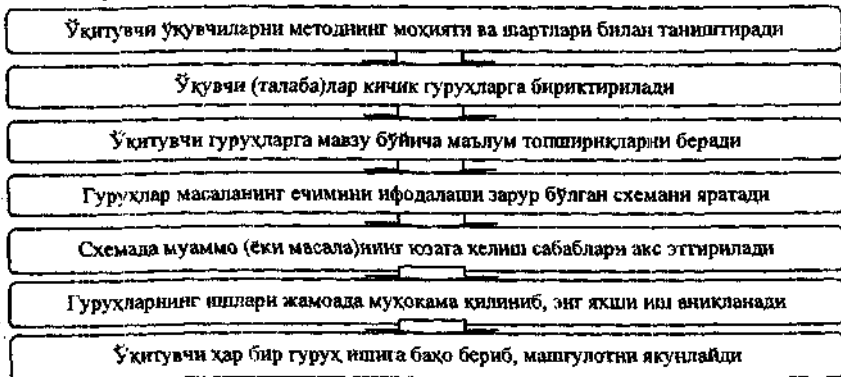 Ўқитувчи ўқувчиларни методнинг моҳияти ва шартлари билан таништиради
Ўқувчи (талаба)лар кичик гуруҳларга бириктирилади
Ўқитувчи гуруҳларга мавзу бўйича маълум топшириқларни беради
Гуруҳлар масаланинг ечимини ифодалаши зарур бўлган схемани яратади
Схемада муаммо (ёки масала)нинг юзага келиш сабаблари акс эттирилади
Гуруҳларнинг ишлари жамоада муҳокама қилиниб, энг яхши иш аниқланади
Ўқитувчи ҳар бир гуруҳ ишига баҳо бериб, машғулотни якунлайди